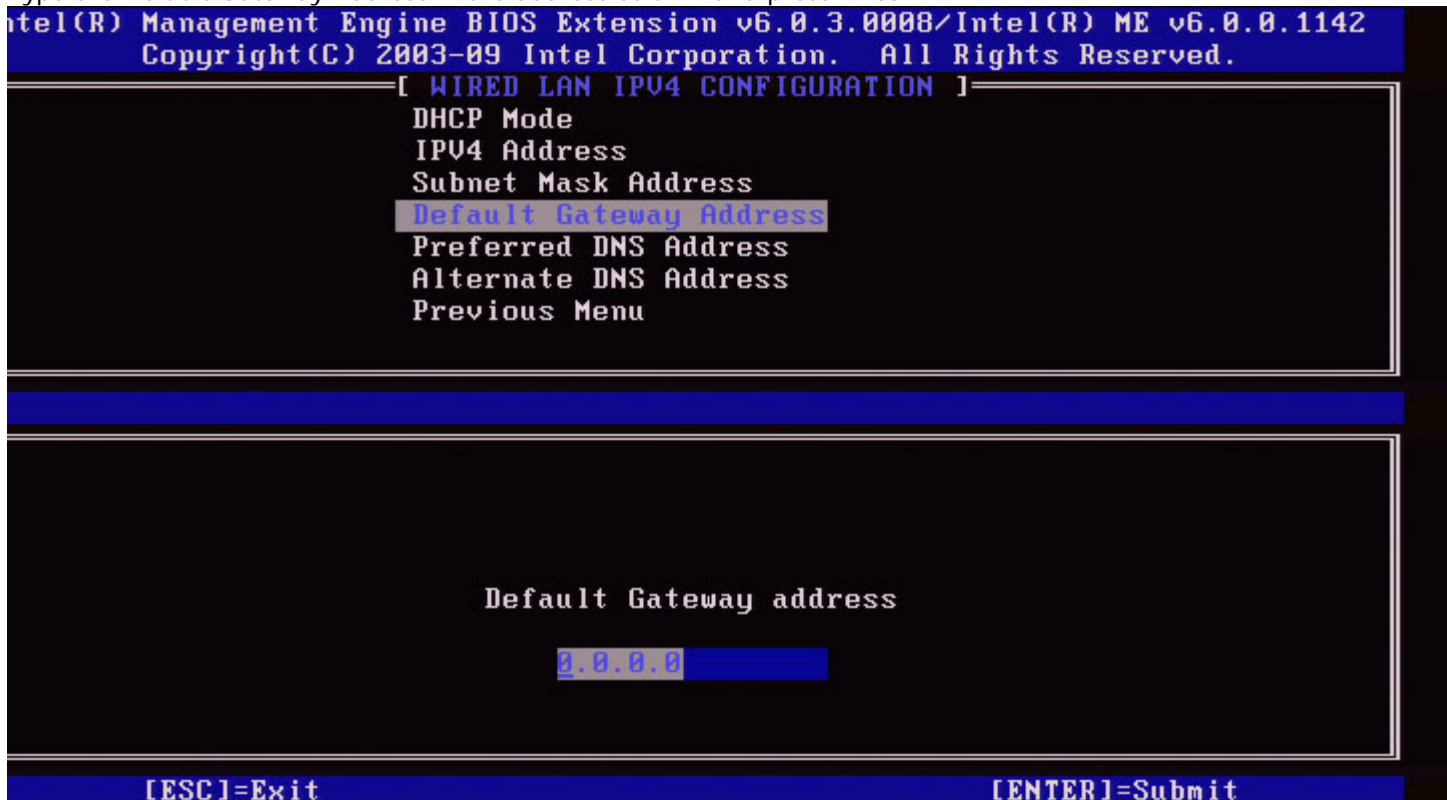 ntel(R) Management Engine BIOS Extension v6.0.3.0008/Intel(R) ME v6.0.0.1142
Copyright(C) 2003-09 Intel Corporation. All Rights Reserved.
[ WIRED LAN IPV4 CONFIGURATION ]
DHCP Mode
IPV4 Address
Subnet Mask Address
Default Gateway Address
Preferred DNS Address
Alternate DNS Address
Previous Menu
Default Gateway address
0.0.0.0
[ESC]=Exit [ENTER]=Submit